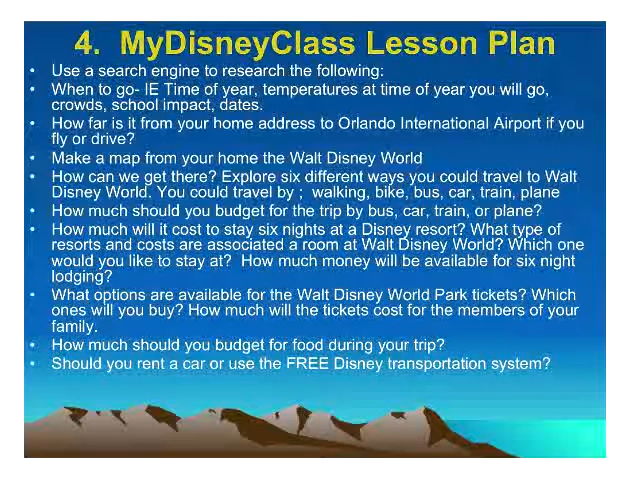 4.  MyDisneyClass Lesson Plan
• Use a search engine to research the following:
• When to go- IE Time of year, temperatures at time of year you will go,
crowds, school impact, dates.
• How far is it from your home address to Orlando International Airport if you
fly or drive?
• Make a map from your home the Walt Disney World
• How can we get there? Explore six different ways you could travel to Walt
Disney World. You could travel by ;  walking, bike, bus, car, train, plane
• How much should you budget for the trip by bus, car, train, or plane?
• How much will it cost to stay six nights at a Disney resort? What type of
resorts and costs are associated a room at Walt Disney World? Which one
would you like to stay at?  How much money will be available for six night
lodging?
• What options are available for the Walt Disney World Park tickets? Which
ones will you buy? How much will the tickets cost for the members of your
family.
• How much should you budget for food during your trip?
• Should you rent a car or use the FREE Disney transportation system?